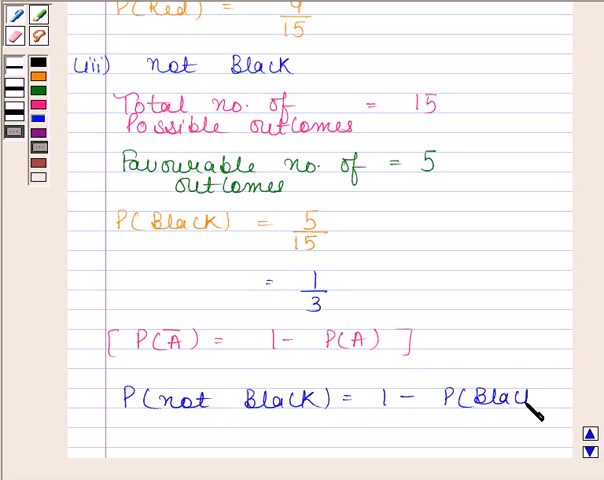 P(Red) = 4
15
(iii) not Black
Total no. of = 15
Possible outcomes
Favourable no. of = 5
outcomes
P(Black) = 5
15
= 1
3
[ P(A̅) = 1 - P(A) ]
P(not Black) = 1 - P(Blac